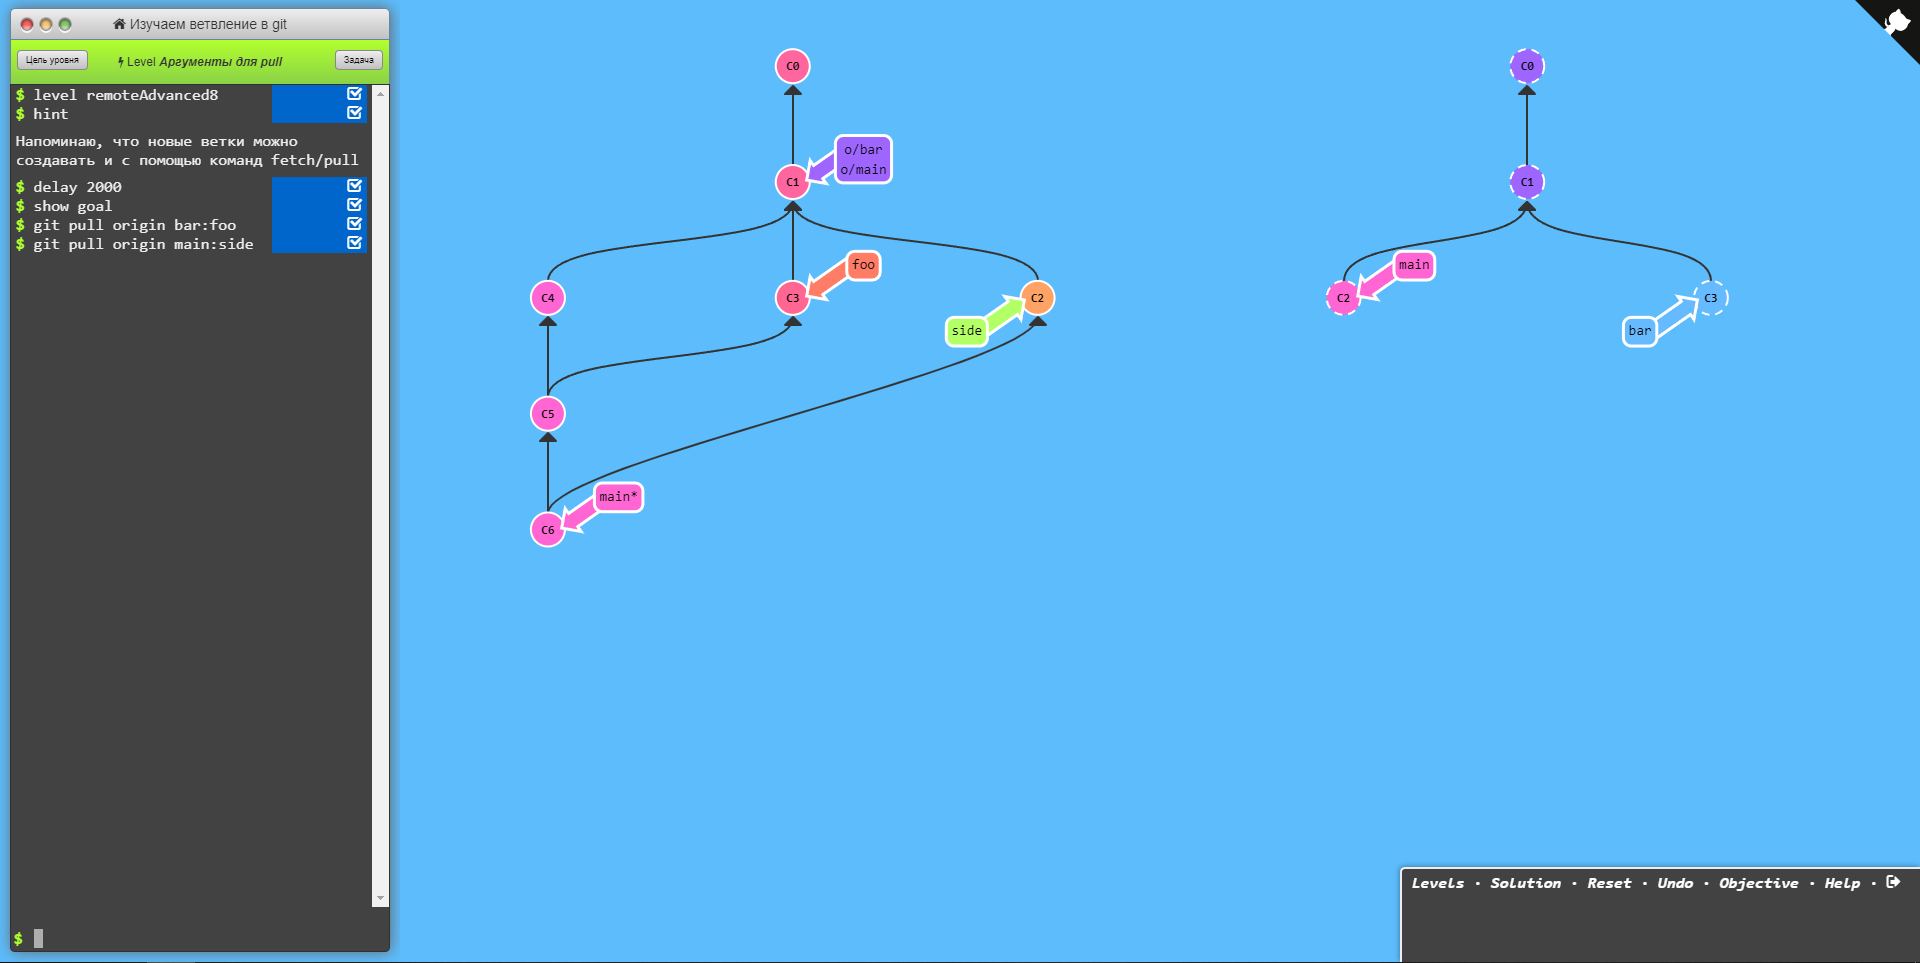 Изучаем ветвление в git
Цель уровня
Level Аргументы для pull
Задача
$ level remoteAdvanced8
$ hint
Напоминаю, что новые ветки можно
создавать и с помощью команд fetch/pull
$ delay 2000
$ show goal
$ git pull origin bar:foo
$ git pull origin main:side
$
C0
o/bar
o/main
C1
foo
C4
C3
C2
side
C5
main*
C6
C0
C1
main
C2
C3
bar
Levels · Solution · Reset · Undo · Objective · Help ·